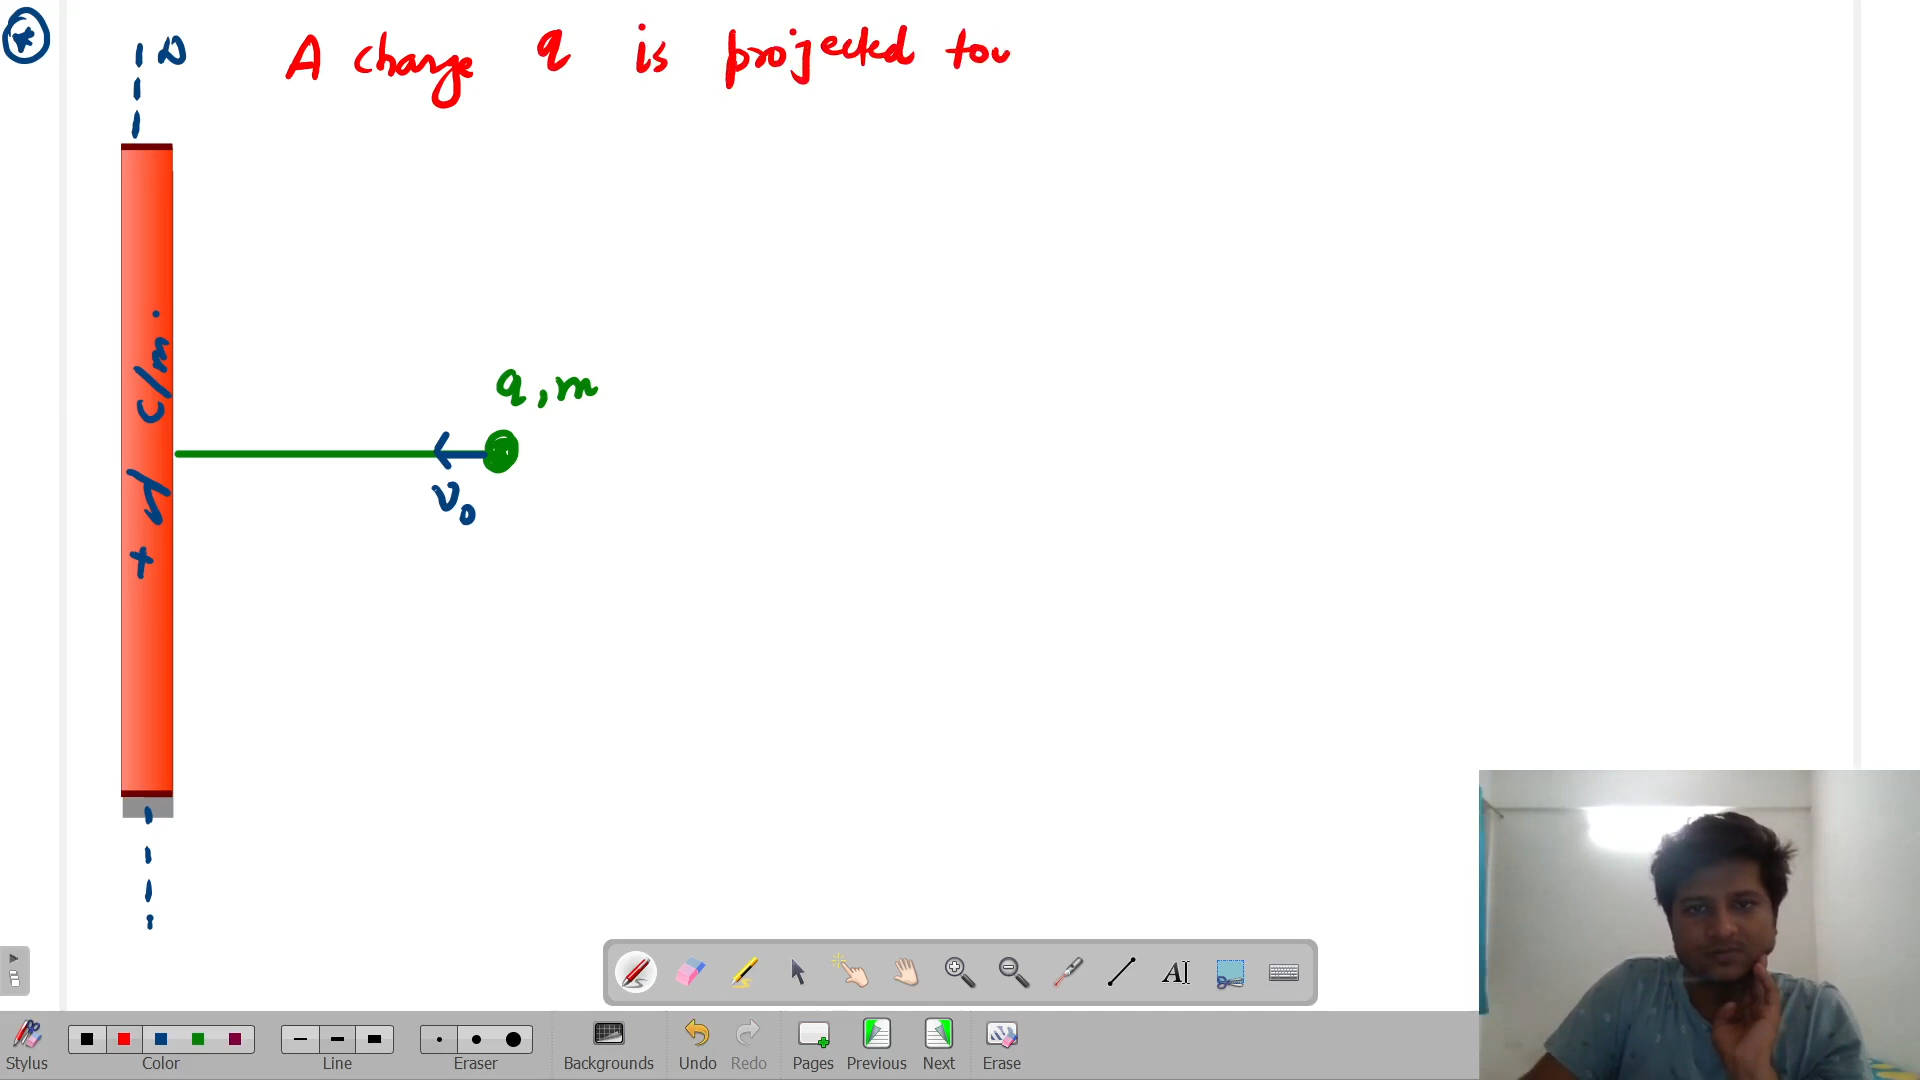 ∞ A charge q is projected tow
+ λ C/m.
q, m
v₀
Stylus Color Line Eraser Backgrounds Undo Redo Pages Previous Next Erase